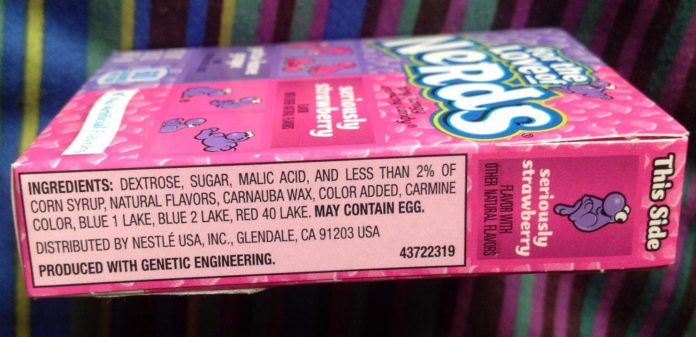 INGREDIENTS: DEXTROSE, SUGAR, MALIC ACID, AND LESS THAN 2% OF
CORN SYRUP, NATURAL FLAVORS, CARNAUBA WAX, COLOR ADDED, CARMINE
COLOR, BLUE 1 LAKE, BLUE 2 LAKE, RED 40 LAKE. MAY CONTAIN EGG.
DISTRIBUTED BY NESTLÉ USA, INC., GLENDALE, CA 91203 USA
43722319
PRODUCED WITH GENETIC ENGINEERING.
This Side
seriously
strawberry
FLAVOR WITH
OTHER NATURAL FLAVORS
For the
Love of
NERDS®
seriously
strawberry